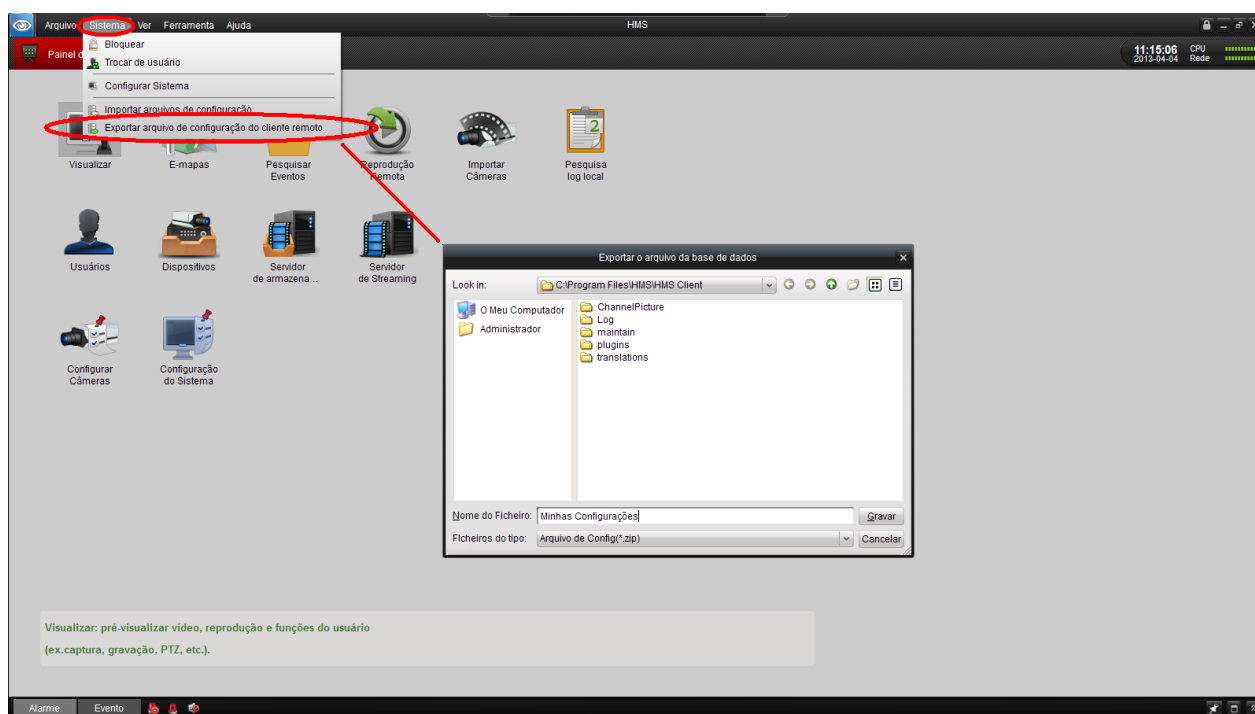 Arquivo Sistema Ver Ferramenta Ajuda
HMS
Painel d
11:15:06
2013-04-04
CPU
Rede
Bloquear
Trocar de usuário
Configurar Sistema
Importar arquivos de configuração
Exportar arquivo de configuração do cliente remoto
Visualizar
E-mapas
Pesquisar
Eventos
Reprodução
Remota
Importar
Câmeras
2
Pesquisa
log local
Usuários
Dispositivos
Servidor
de armazena...
Servidor
de Streaming
Configurar
Câmeras
Configuração
do Sistema
Exportar o arquivo da base de dados
Look in:
C:\Program Files\HMS\HMS Client
O Meu Computador
Administrador
ChannelPicture
Log
maintain
plugins
translations
Nome do Ficheiro: Minhas Configurações
Gravar
Ficheiros do tipo: Arquivo de Config(*.zip)
Cancelar
Visualizar: pré-visualizar video, reprodução e funções do usuário
(ex.captura, gravação, PTZ, etc.).
Alarme Evento